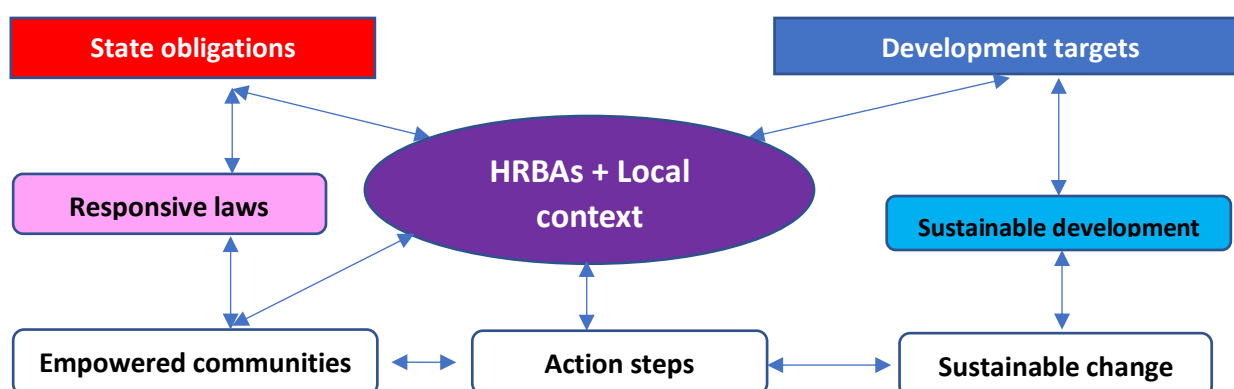 State obligations
Development targets
HRBAs + Local
context
Responsive laws
Sustainable development
Empowered communities
Action steps
Sustainable change